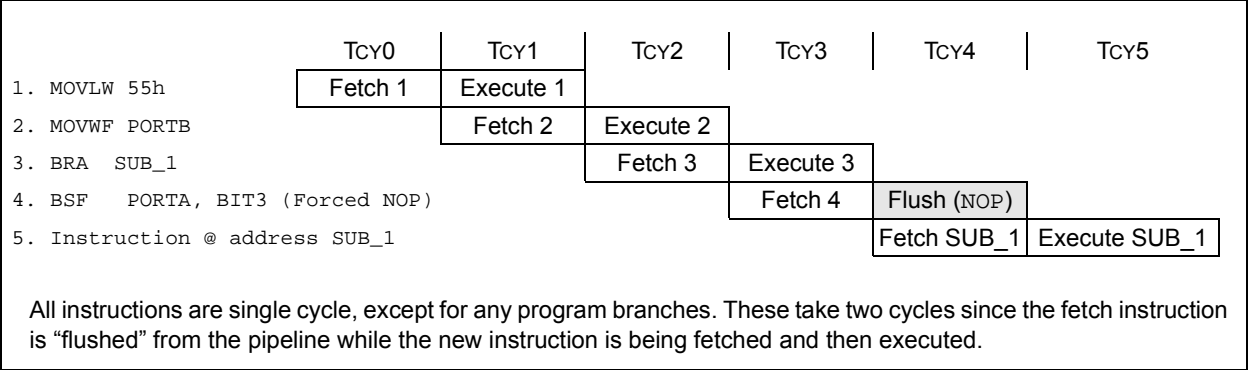 TCY0 TCY1 TCY2 TCY3 TCY4 TCY5
1. MOVLW 55h Fetch 1 Execute 1
2. MOVWF PORTB Fetch 2 Execute 2
3. BRA SUB_1 Fetch 3 Execute 3
4. BSF PORTA, BIT3 (Forced NOP) Fetch 4 Flush (NOP)
5. Instruction @ address SUB_1 Fetch SUB_1 Execute SUB_1
All instructions are single cycle, except for any program branches. These take two cycles since the fetch instruction
is “flushed” from the pipeline while the new instruction is being fetched and then executed.